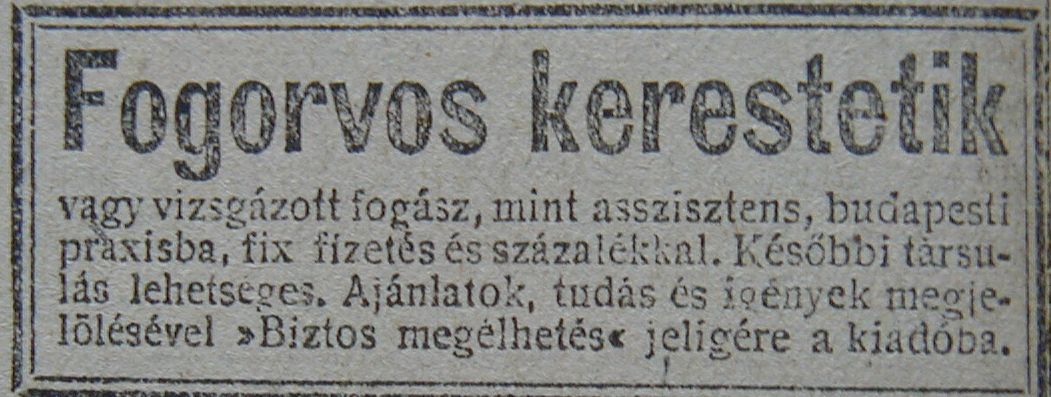 Fogorvos kerestetik
vagy vizsgázott fogász, mint asszisztens, budapesti
praxisba, fix fizetés és százalékkal. Későbbi társu-
lás lehetséges. Ajánlatok, tudás és igények megje-
lölésével »Biztos megélhetés« jeligére a kiadóba.